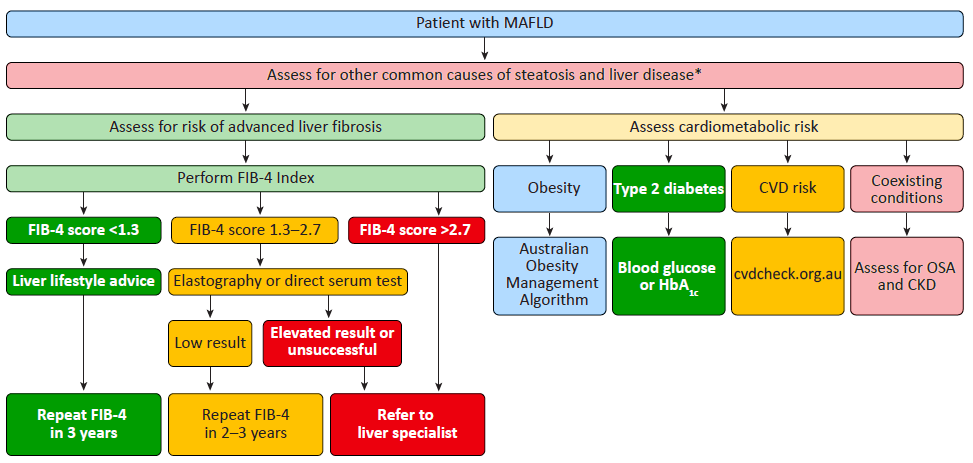 Patient with MAFLD
Assess for other common causes of steatosis and liver disease*
Assess for risk of advanced liver fibrosis
Assess cardiometabolic risk
Perform FIB-4 Index
Obesity
Type 2 diabetes
CVD risk
Coexisting
conditions
FIB-4 score <1.3
FIB-4 score 1.3–2.7
FIB-4 score >2.7
Australian
Obesity
Management
Algorithm
Blood glucose
or HbA1c
cvdcheck.org.au
Assess for OSA
and CKD
Liver lifestyle advice
Elastography or direct serum test
Low result
Elevated result or
unsuccessful
Repeat FIB-4
in 3 years
Repeat FIB-4
in 2–3 years
Refer to
liver specialist